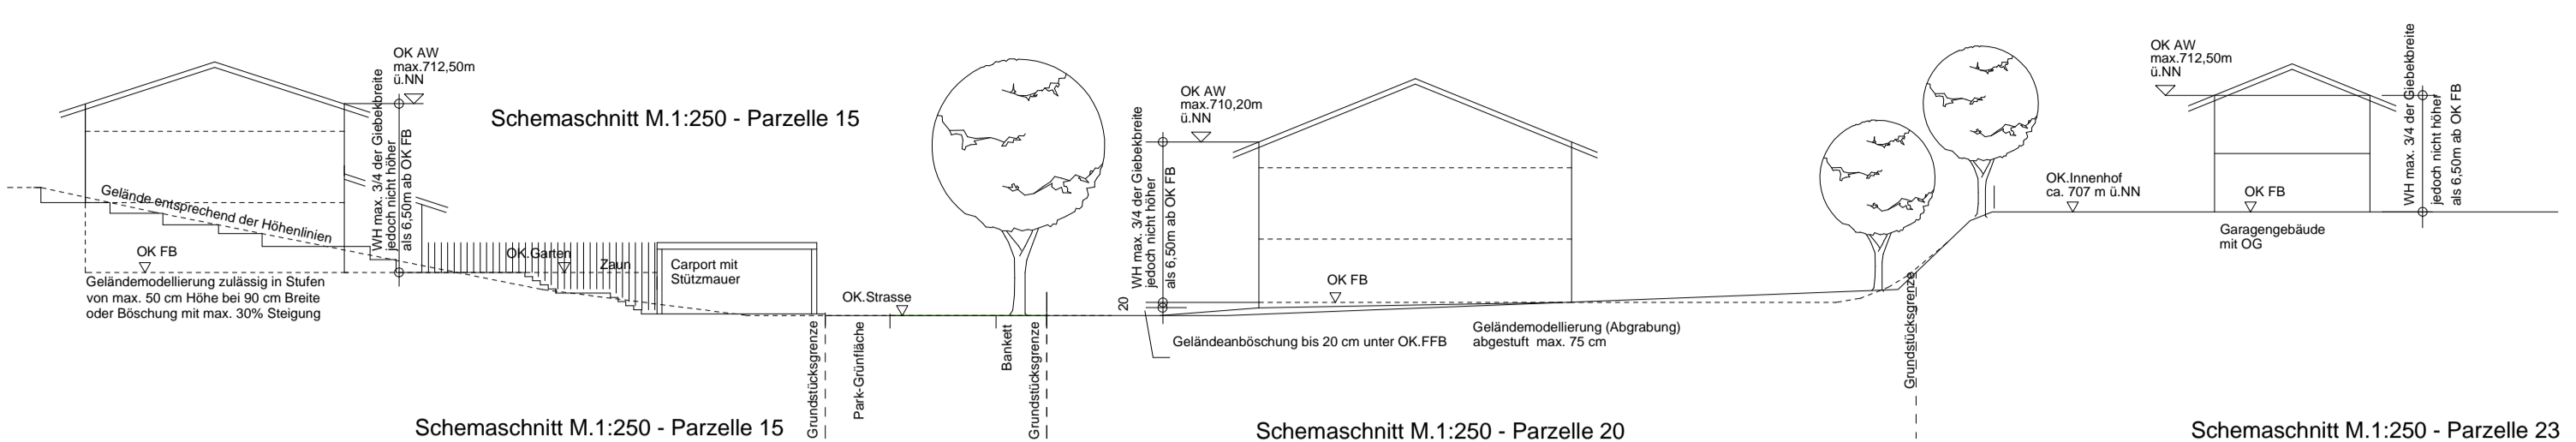 OK AW
max.712,50m
ü.NN
WH max. 3/4 der Giebekbreite
jedoch nicht höher
als 6,50m ab OK FB
Schemaschnitt M.1:250 - Parzelle 15
Gelände entsprechend der Höhenlinien
OK FB
Geländemodellierung zulässig in Stufen
von max. 50 cm Höhe bei 90 cm Breite
oder Böschung mit max. 30% Steigung
OK.Garten
Zaun
Carport mit
Stützmauer
OK.Strasse
Grundstücksgrenze
Park-Grünfläche
Bankett
Grundstücksgrenze
Schemaschnitt M.1:250 - Parzelle 15
OK AW
max.710,20m
ü.NN
WH max. 3/4 der Giebekbreite
jedoch nicht höher
als 6,50m ab OK FB
20
OK FB
Geländeanböschung bis 20 cm unter OK.FFB
Geländemodellierung (Abgrabung)
abgestuft max. 75 cm
Grundstücksgrenze
Schemaschnitt M.1:250 - Parzelle 20
OK.Innenhof
ca. 707 m ü.NN
OK AW
max.712,50m
ü.NN
OK FB
Garagengebäude
mit OG
WH max. 3/4 der Giebekbreite
jedoch nicht höher
als 6,50m ab OK FB
Schemaschnitt M.1:250 - Parzelle 23